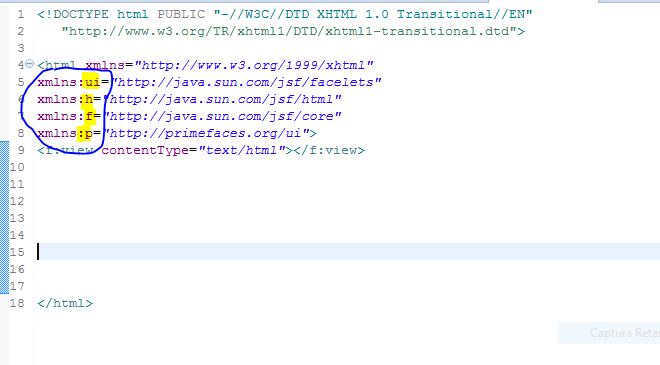 1 <!DOCTYPE html PUBLIC "-//W3C//DTD XHTML 1.0 Transitional//EN"
2 "http://www.w3.org/TR/xhtml1/DTD/xhtml1-transitional.dtd">
3
4 <html xmlns="http://www.w3.org/1999/xhtml"
5 xmlns:ui="http://java.sun.com/jsf/facelets"
6 xmlns:h="http://java.sun.com/jsf/html"
7 xmlns:f="http://java.sun.com/jsf/core"
8 xmlns:p="http://primefaces.org/ui">
9 <f:view contentType="text/html"></f:view>
10
11
12
13
14
15
16
17
18 </html>
Captura Reta